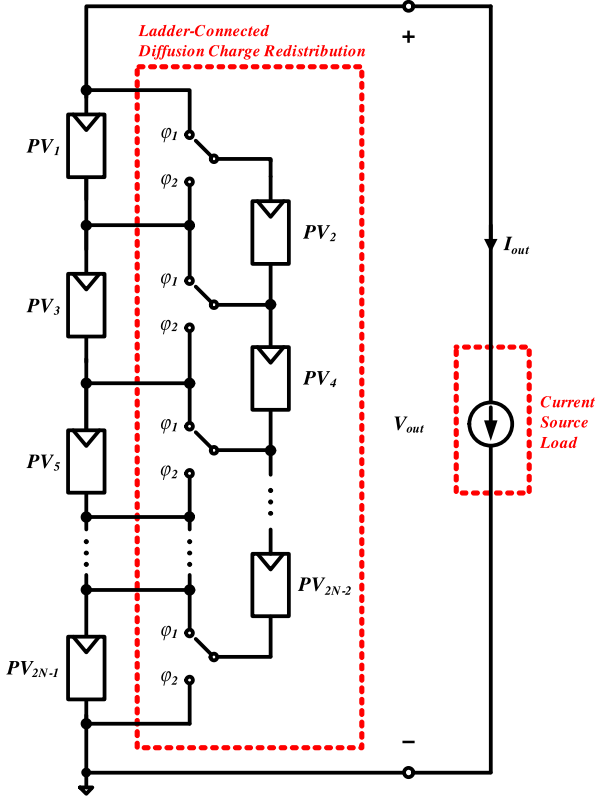 Ladder-Connected
Diffusion Charge Redistribution
+
φ1
PV1
φ2
PV2
Iout
φ1
PV3
φ2
PV4
Current
Source
Load
Vout
φ1
PV5
φ2
PV2N-2
φ1
PV2N-1
φ2
−